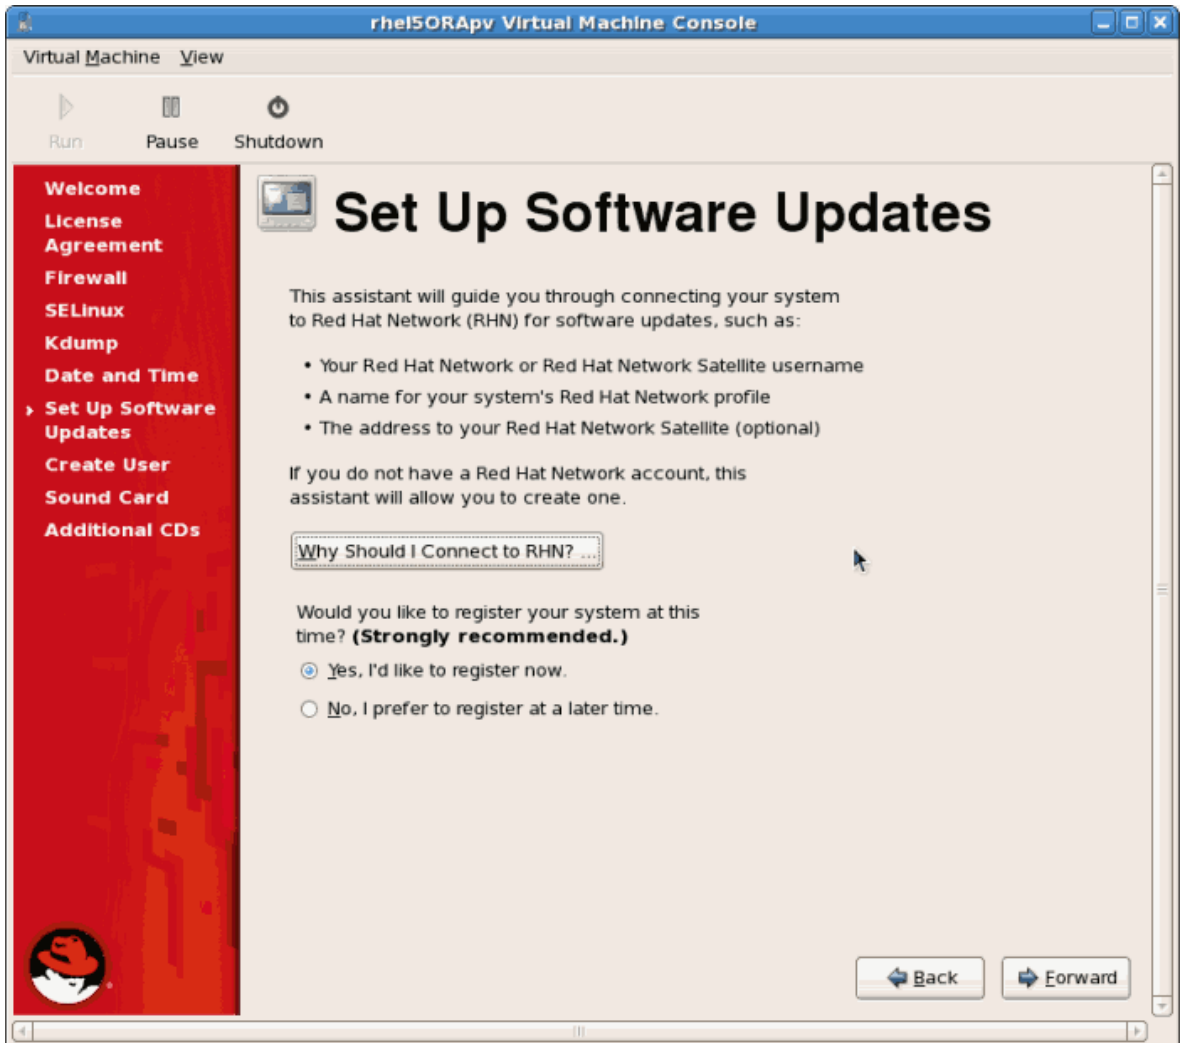 rhel5ORApv Virtual Machine Console
Virtual Machine View
Run Pause Shutdown
Welcome
License
Agreement
Firewall
SELinux
Kdump
Date and Time
Set Up Software
Updates
Create User
Sound Card
Additional CDs
Set Up Software Updates
This assistant will guide you through connecting your system
to Red Hat Network (RHN) for software updates, such as:
• Your Red Hat Network or Red Hat Network Satellite username
• A name for your system's Red Hat Network profile
• The address to your Red Hat Network Satellite (optional)
If you do not have a Red Hat Network account, this
assistant will allow you to create one.
Why Should I Connect to RHN? ...
Would you like to register your system at this
time? (Strongly recommended.)
Yes, I'd like to register now.
No, I prefer to register at a later time.
Back Forward